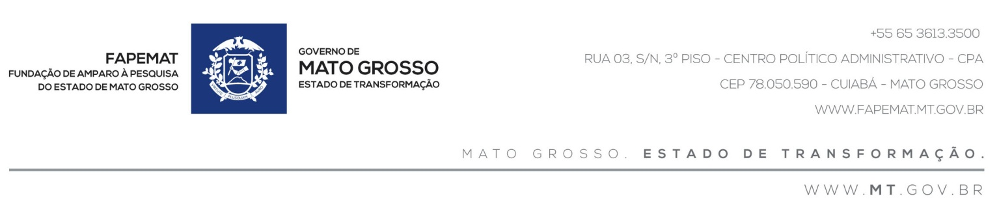 FAPEMAT
FUNDAÇÃO DE AMPARO À PESQUISA
DO ESTADO DE MATO GROSSO
VIRTUTE PLUSQUAM AURO
GOVERNO DE
MATO GROSSO
ESTADO DE TRANSFORMAÇÃO
+55 65 3613.3500
RUA 03, S/N, 3º PISO - CENTRO POLÍTICO ADMINISTRATIVO - CPA
CEP 78.050.590 - CUIABÁ - MATO GROSSO
WWW.FAPEMAT.MT.GOV.BR
MATO GROSSO. ESTADO DE TRANSFORMAÇÃO.
WWW.MT.GOV.BR